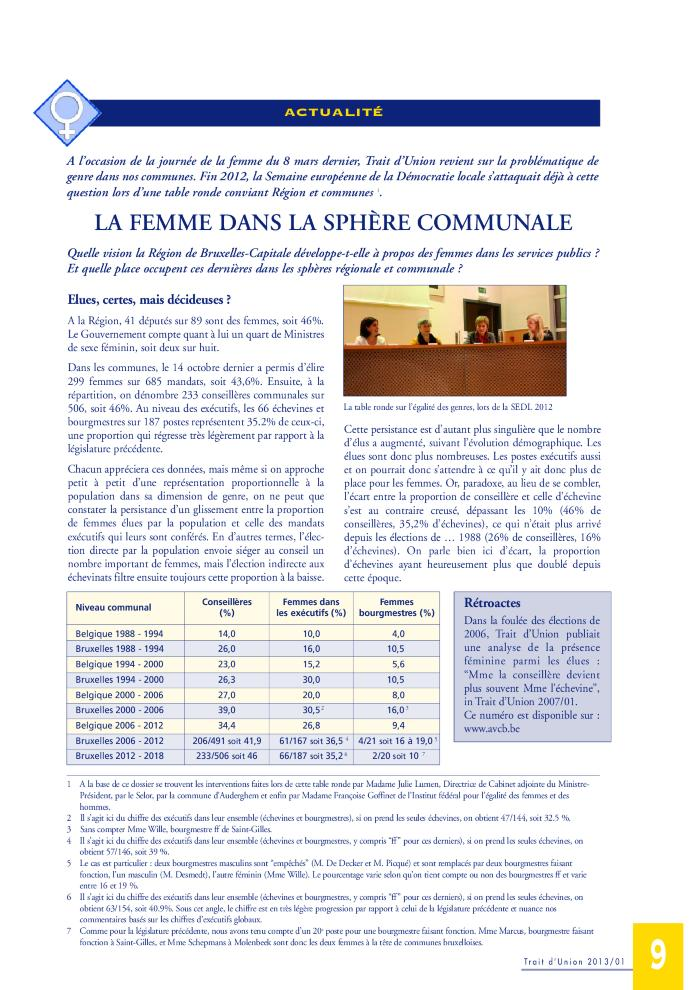 ACTUALITÉ
A l'occasion de la journée de la femme du 8 mars dernier, Trait d'Union revient sur la problématique de
genre dans nos communes. Fin 2012, la Semaine européenne de la Démocratie locale s'attaquait déjà à cette
question lors d'une table ronde conviant Région et communes 1.
LA FEMME DANS LA SPHÈRE COMMUNALE
Quelle vision la Région de Bruxelles-Capitale développe-t-elle à propos des femmes dans les services publics ?
Et quelle place occupent ces dernières dans les sphères régionale et communale ?
Elues, certes, mais décideuses ?
A la Région, 41 députés sur 89 sont des femmes, soit 46%.
Le Gouvernement compte quant à lui un quart de Ministres
de sexe féminin, soit deux sur huit.
Dans les communes, le 14 octobre dernier a permis d'élire
299 femmes sur 685 mandats, soit 43,6%. Ensuite, à la
répartition, on dénombre 233 conseillères communales sur
506, soit 46%. Au niveau des exécutifs, les 66 échevines et
bourgmestres sur 187 postes représentent 35.2% de ceux-ci,
une proportion qui régresse très légèrement par rapport à la
législature précédente.
Chacun appréciera ces données, mais même si on approche
petit à petit d'une représentation proportionnelle à la
population dans sa dimension de genre, on ne peut que
constater la persistance d'un glissement entre la proportion
de femmes élues par la population et celle des mandats
exécutifs qui leurs sont conférés. En d'autres termes, l'élec-
tion directe par la population envoie siéger au conseil un
nombre important de femmes, mais l'élection indirecte aux
échevinats filtre ensuite toujours cette proportion à la baisse.
La table ronde sur l'égalité des genres, lors de la SEDL 2012
Cette persistance est d'autant plus singulière que le nombre
d'élus a augmenté, suivant l'évolution démographique. Les
élues sont donc plus nombreuses. Les postes exécutifs aussi
et on pourrait donc s'attendre à ce qu'il y ait donc plus de
place pour les femmes. Or, paradoxe, au lieu de se combler,
l'écart entre la proportion de conseillère et celle d'échevine
s'est au contraire creusé, dépassant les 10% (46% de
conseillères, 35,2% d'échevines), ce qui n'était plus arrivé
depuis les élections de … 1988 (26% de conseillères, 16%
d'échevines). On parle bien ici d'écart, la proportion
d'échevines ayant heureusement plus que doublé depuis
cette époque.
Niveau communal Conseillères (%) Femmes dans les exécutifs (%) Femmes bourgmestres (%)
Belgique 1988 - 1994 14,0 10,0 4,0
Bruxelles 1988 - 1994 26,0 16,0 10,5
Belgique 1994 - 2000 23,0 15,2 5,6
Bruxelles 1994 - 2000 26,3 30,0 10,5
Belgique 2000 - 2006 27,0 20,0 8,0
Bruxelles 2000 - 2006 39,0 30,5 2 16,0 3
Belgique 2006 - 2012 34,4 26,8 9,4
Bruxelles 2006 - 2012 206/491 soit 41,9 61/167 soit 36,5 4 4/21 soit 16 à 19,0 5
Bruxelles 2012 - 2018 233/506 soit 46 66/187 soit 35,2 6 2/20 soit 10 7
Rétroactes
Dans la foulée des élections de
2006, Trait d'Union publiait
une analyse de la présence
féminine parmi les élues :
"Mme la conseillère devient
plus souvent Mme l'échevine",
in Trait d'Union 2007/01.
Ce numéro est disponible sur :
www.avcb.be
1 A la base de ce dossier se trouvent les interventions faites lors de cette table ronde par Madame Julie Lumen, Directrice de Cabinet adjointe du Ministre-
Président, par le Selor, par la commune d'Auderghem et enfin par Madame Françoise Goffinet de l'Institut fédéral pour l'égalité des femmes et des
hommes.
2 Il s'agit ici du chiffre des exécutifs dans leur ensemble (échevines et bourgmestres), si on prend les seules échevines, on obtient 47/144, soit 32.5 %.
3 Sans compter Mme Wille, bourgmestre ff de Saint-Gilles.
4 Il s'agit ici du chiffre des exécutifs dans leur ensemble (échevines et bourgmestres, y compris "ff" pour ces derniers), si on prend les seules échevines, on
obtient 57/146, soit 39 %.
5 Le cas est particulier : deux bourgmestres masculins sont "empêchés" (M. De Decker et M. Picqué) et sont remplacés par deux bourgmestres faisant
fonction, l'un masculin (M. Desmedt), l'autre féminin (Mme Wille). Le pourcentage varie selon qu'on tient compte ou non des bourgmestres ff et varie
entre 16 et 19 %.
6 Il s'agit ici du chiffre des exécutifs dans leur ensemble (échevines et bourgmestres, y compris "ff" pour ces derniers), si on prend les seules échevines, on
obtient 63/154, soit 40.9%. Sous cet angle, le chiffre est en très légère progression par rapport à celui de la législature précédente et nuance nos
commentaires basés sur les chiffres d'exécutifs globaux.
7 Comme pour la législature précédente, nous avons tenu compte d'un 20e poste pour une bourgmestre faisant fonction. Mme Marcus, bourgmestre faisant
fonction à Saint-Gilles, et Mme Schepmans à Molenbeek sont donc les deux femmes à la tête de communes bruxelloises.
Trait d'Union 2013/01
9